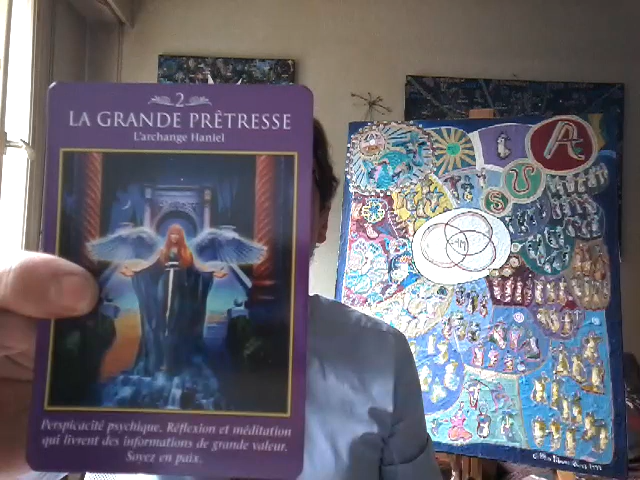 2
LA GRANDE PRÊTRESSE
L'archange Haniel
Perspicacité psychique. Réflexion et méditation
qui livrent des informations de grande valeur.
Soyez en paix.
A
U
S